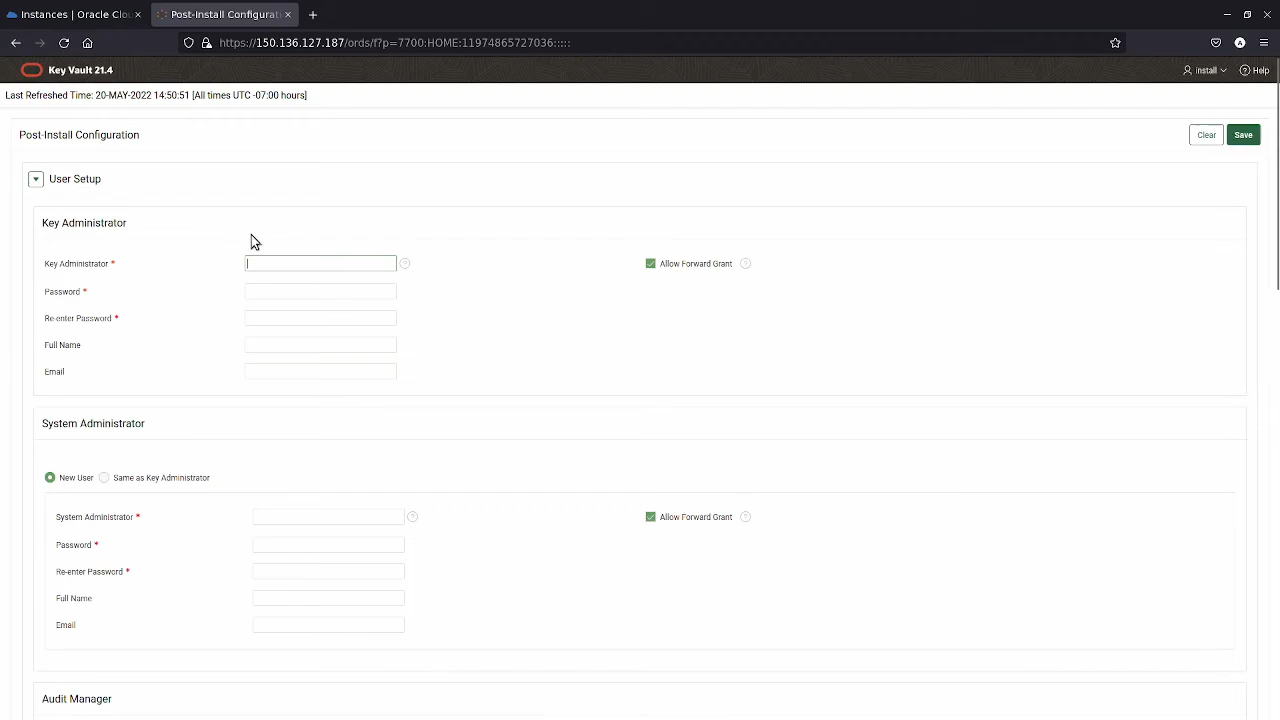 Instances | Oracle Clou
Post-Install Configurat
https://150.136.127.187/ords/f?p=7700:HOME:11974865727036:::::
Key Vault 21.4
install
Help
Last Refreshed Time: 20-MAY-2022 14:50:51 [All times UTC -07:00 hours]
Post-Install Configuration
Clear
Save
User Setup
Key Administrator
Key Administrator *
Allow Forward Grant
Password *
Re-enter Password *
Full Name
Email
System Administrator
New User
Same as Key Administrator
System Administrator *
Allow Forward Grant
Password *
Re-enter Password *
Full Name
Email
Audit Manager